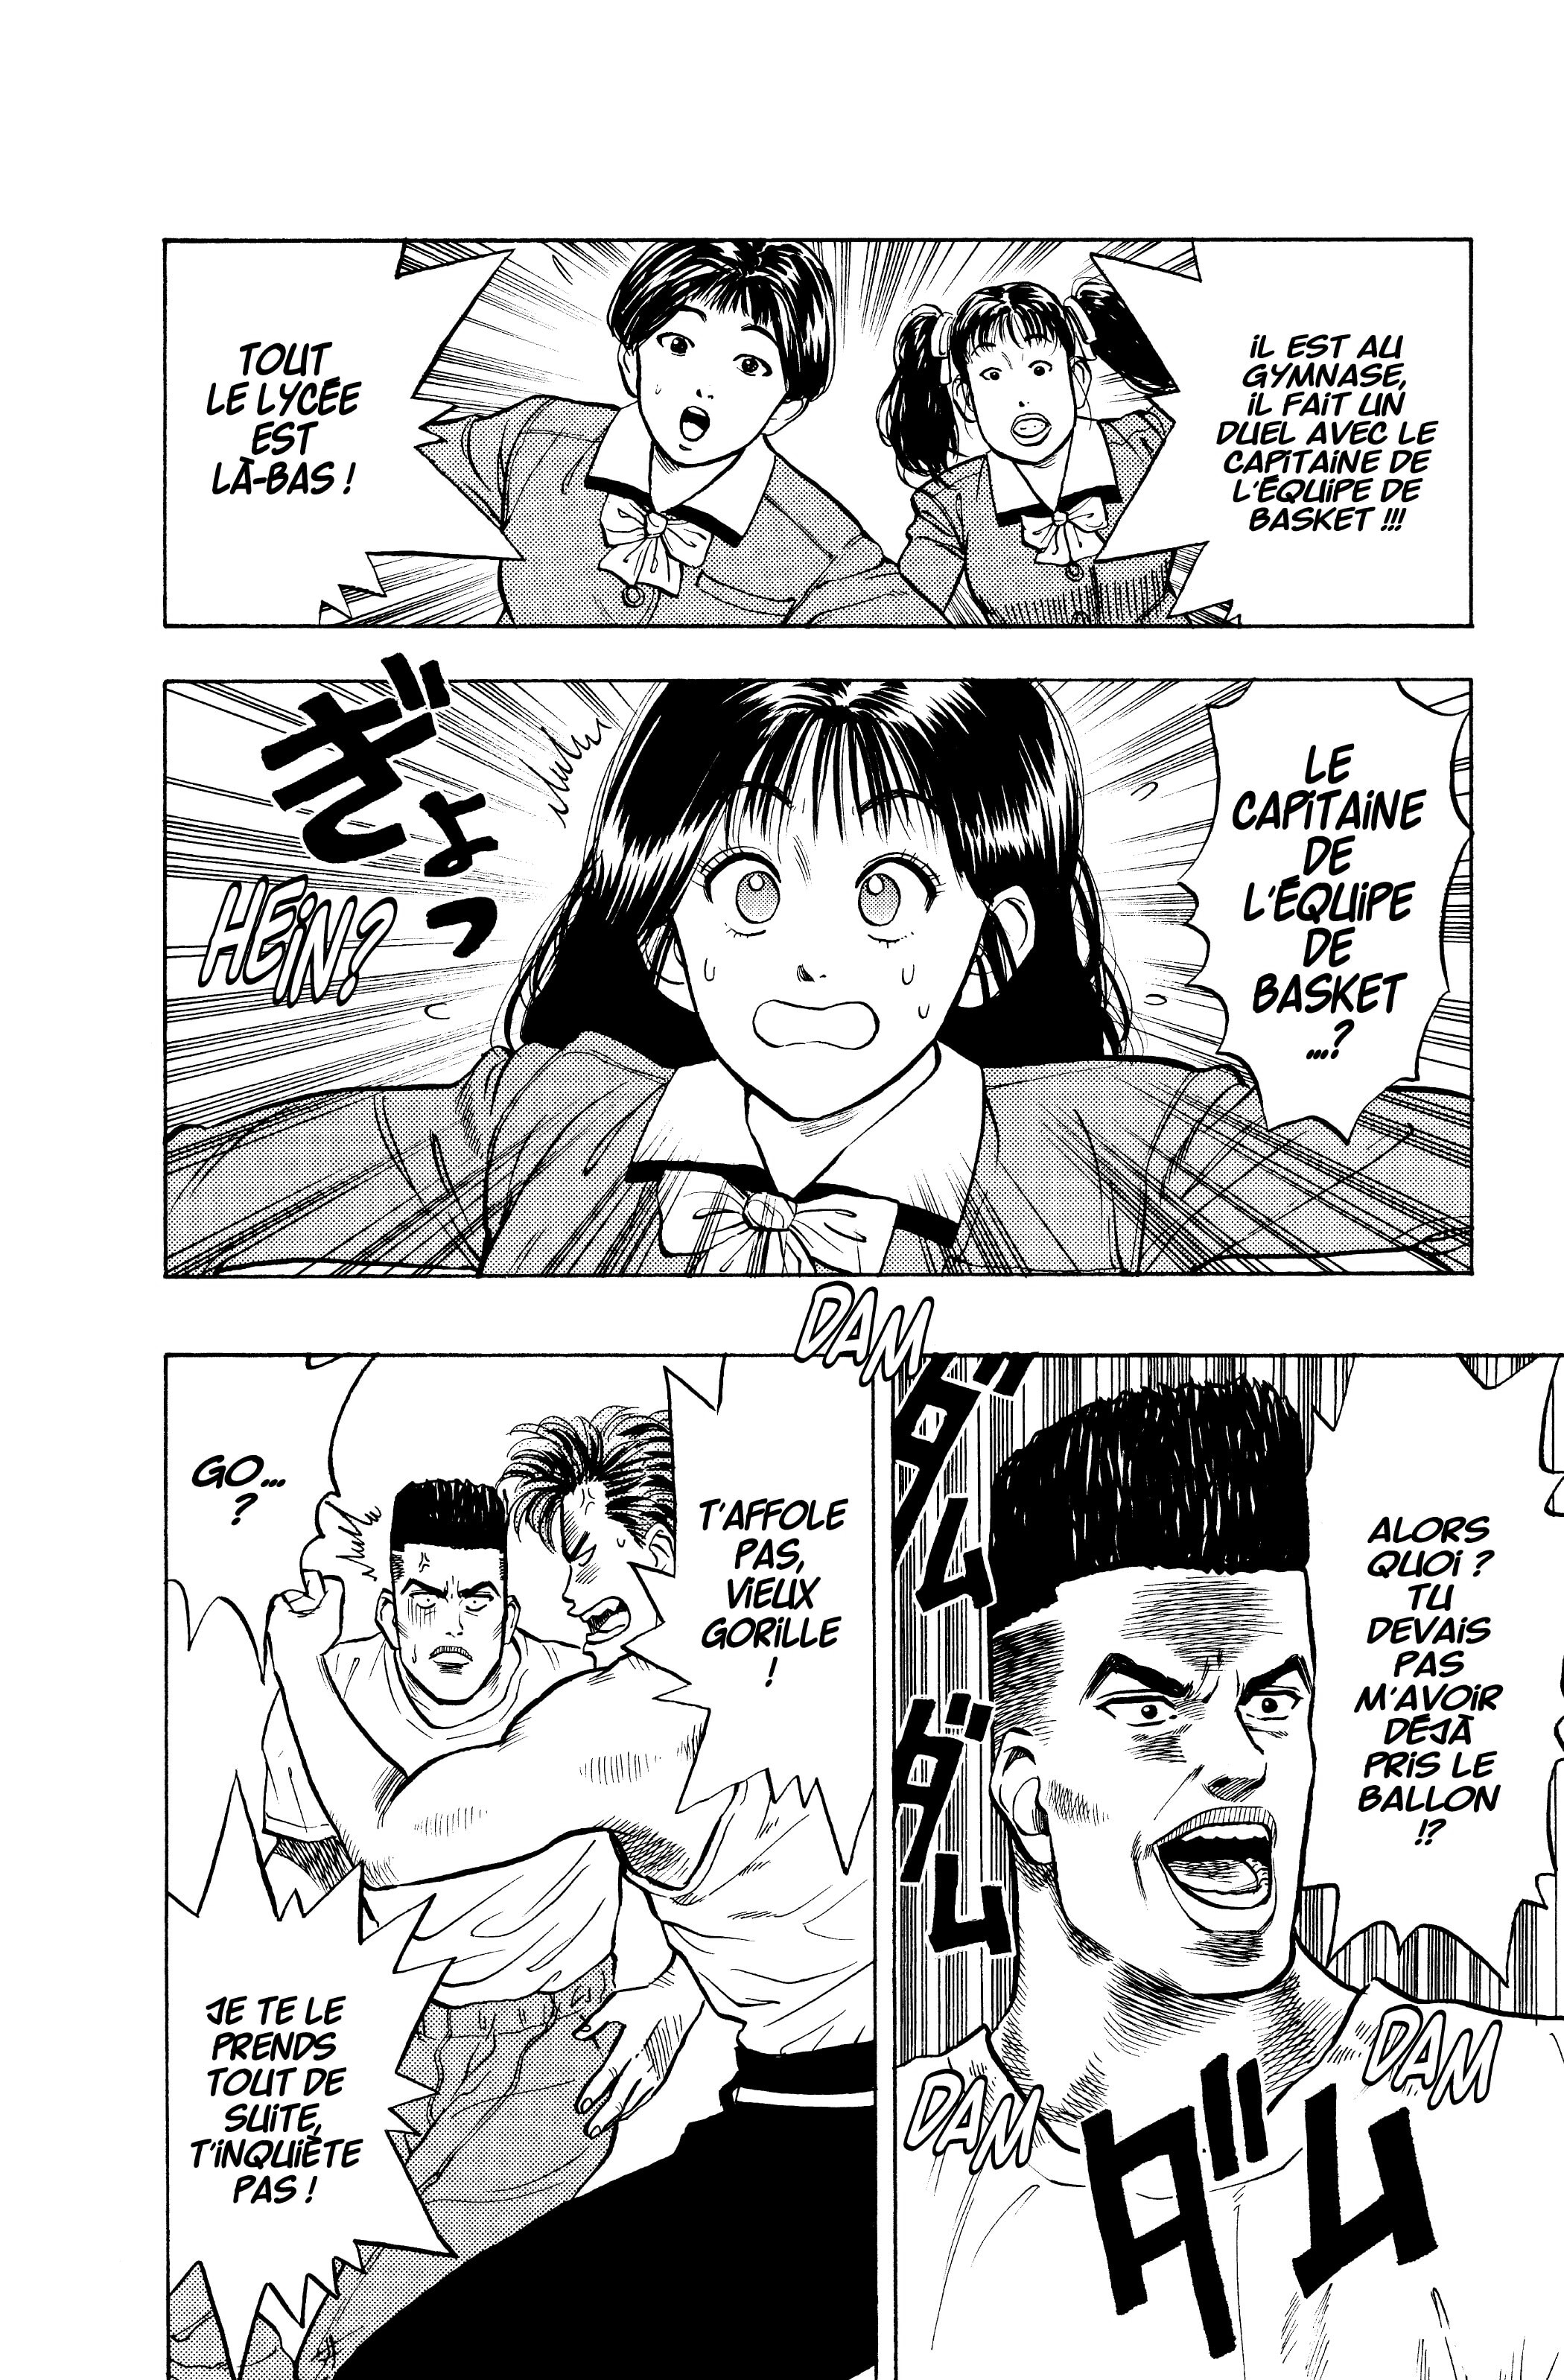 IL EST AU
GYMNASE,
IL FAIT UN
DUEL AVEC LE
CAPITAINE DE
L'ÉQUIPE DE
BASKET !!!
TOUT
LE LYCÉE
EST
LÀ-BAS !
LE
CAPITAINE
DE
L'ÉQUIPE
DE
BASKET
...?
ぎょっ
HEIN?
DAM
ダム
ダム
ALORS
QUOI ?
TU
DEVAIS
PAS
M'AVOIR
DÉJÀ
PRIS LE
BALLON
!?
DAM
DAM
ダム
T'AFFOLE
PAS,
VIEUX
GORILLE
!
GO...
?
JE TE LE
PRENDS
TOUT DE
SUITE,
T'INQUIÈTE
PAS !